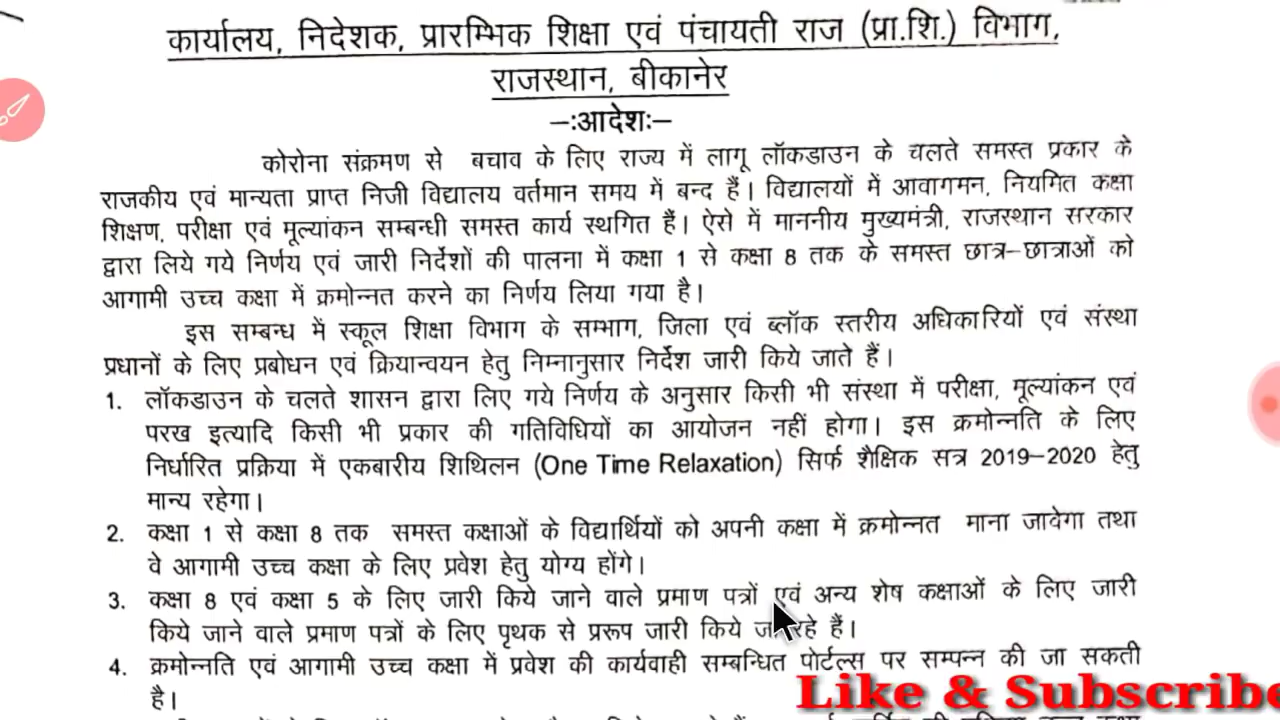 कार्यालय, निदेशक, प्रारम्भिक शिक्षा एवं पंचायती राज (प्रा.शि.) विभाग,
राजस्थान, बीकानेर
–:आदेश:–
कोरोना संक्रमण से बचाव के लिए राज्य में लागू लॉकडाउन के चलते समस्त प्रकार के
राजकीय एवं मान्यता प्राप्त निजी विद्यालय वर्तमान समय में बन्द हैं। विद्यालयों में आवागमन, नियमित कक्षा
शिक्षण, परीक्षा एवं मूल्यांकन सम्बन्धी समस्त कार्य स्थगित हैं। ऐसे में माननीय मुख्यमंत्री, राजस्थान सरकार
द्वारा लिये गये निर्णय एवं जारी निर्देशों की पालना में कक्षा 1 से कक्षा 8 तक के समस्त छात्र–छात्राओं को
आगामी उच्च कक्षा में क्रमोन्नत करने का निर्णय लिया गया है।
इस सम्बन्ध में स्कूल शिक्षा विभाग के सम्भाग, जिला एवं ब्लॉक स्तरीय अधिकारियों एवं संस्था
प्रधानों के लिए प्रबोधन एवं क्रियान्वयन हेतु निम्नानुसार निर्देश जारी किये जाते हैं।
1. लॉकडाउन के चलते शासन द्वारा लिए गये निर्णय के अनुसार किसी भी संस्था में परीक्षा, मूल्यांकन एवं
परख इत्यादि किसी भी प्रकार की गतिविधियों का आयोजन नहीं होगा। इस क्रमोन्नति के लिए
निर्धारित प्रक्रिया में एकबारीय शिथिलन (One Time Relaxation) सिर्फ शैक्षिक सत्र 2019–2020 हेतु
मान्य रहेगा।
2. कक्षा 1 से कक्षा 8 तक समस्त कक्षाओं के विद्यार्थियों को अपनी कक्षा में क्रमोन्नत माना जावेगा तथा
वे आगामी उच्च कक्षा के लिए प्रवेश हेतु योग्य होंगे।
3. कक्षा 8 एवं कक्षा 5 के लिए जारी किये जाने वाले प्रमाण पत्रों एवं अन्य शेष कक्षाओं के लिए जारी
किये जाने वाले प्रमाण पत्रों के लिए पृथक से प्ररूप जारी किये जा रहे हैं।
4. क्रमोन्नति एवं आगामी उच्च कक्षा में प्रवेश की कार्यवाही सम्बन्धित पोर्टल्स पर सम्पन्न की जा सकती
है।
Like & Subscribe